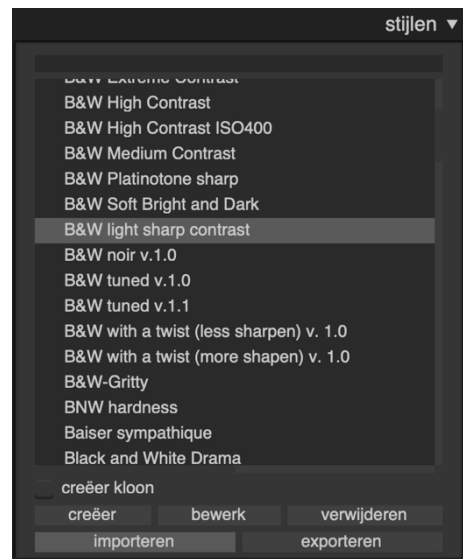 stijlen ▼
B&W Extreme Contrast
B&W High Contrast
B&W High Contrast ISO400
B&W Medium Contrast
B&W Platinotone sharp
B&W Soft Bright and Dark
B&W light sharp contrast
B&W noir v.1.0
B&W tuned v.1.0
B&W tuned v.1.1
B&W with a twist (less sharpen) v. 1.0
B&W with a twist (more shapen) v. 1.0
B&W-Gritty
BNW hardness
Baiser sympathique
Black and White Drama
creëer kloon
creëer bewerk verwijderen
importeren exporteren